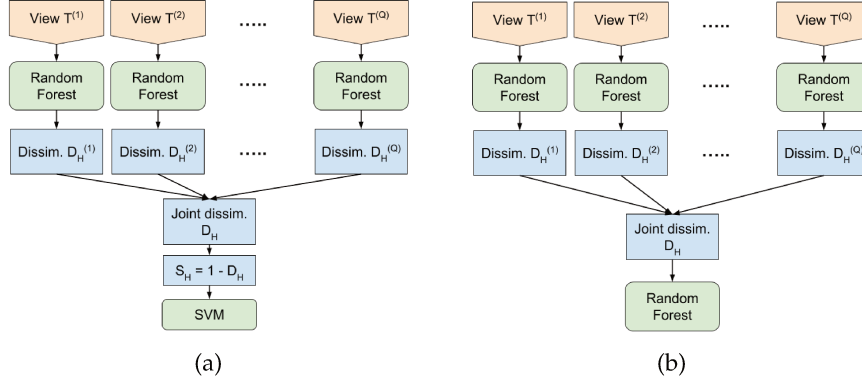 View T(1) View T(2) ..... View T(Q) View T(1) View T(2) ..... View T(Q)
Random Forest Random Forest ..... Random Forest Random Forest Random Forest ..... Random Forest
Dissim. DH(1) Dissim. DH(2) ..... Dissim. DH(Q) Dissim. DH(1) Dissim. DH(2) ..... Dissim. DH(Q)
Joint dissim. Joint dissim.
DH DH
SH = 1 - DH
SVM Random
Forest
(a) (b)